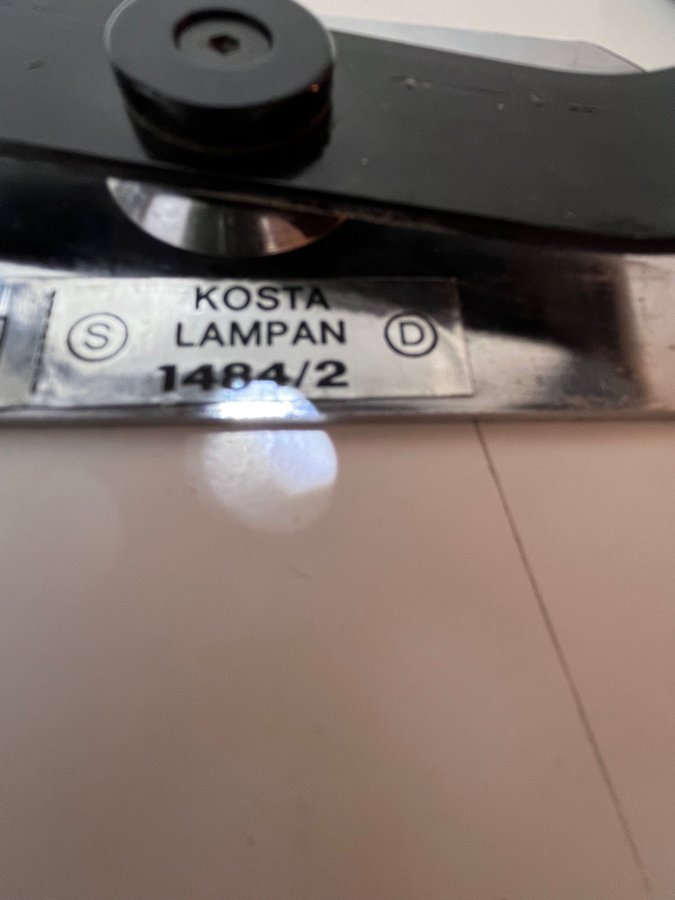 KOSTA
S LAMPAN D
1484/2